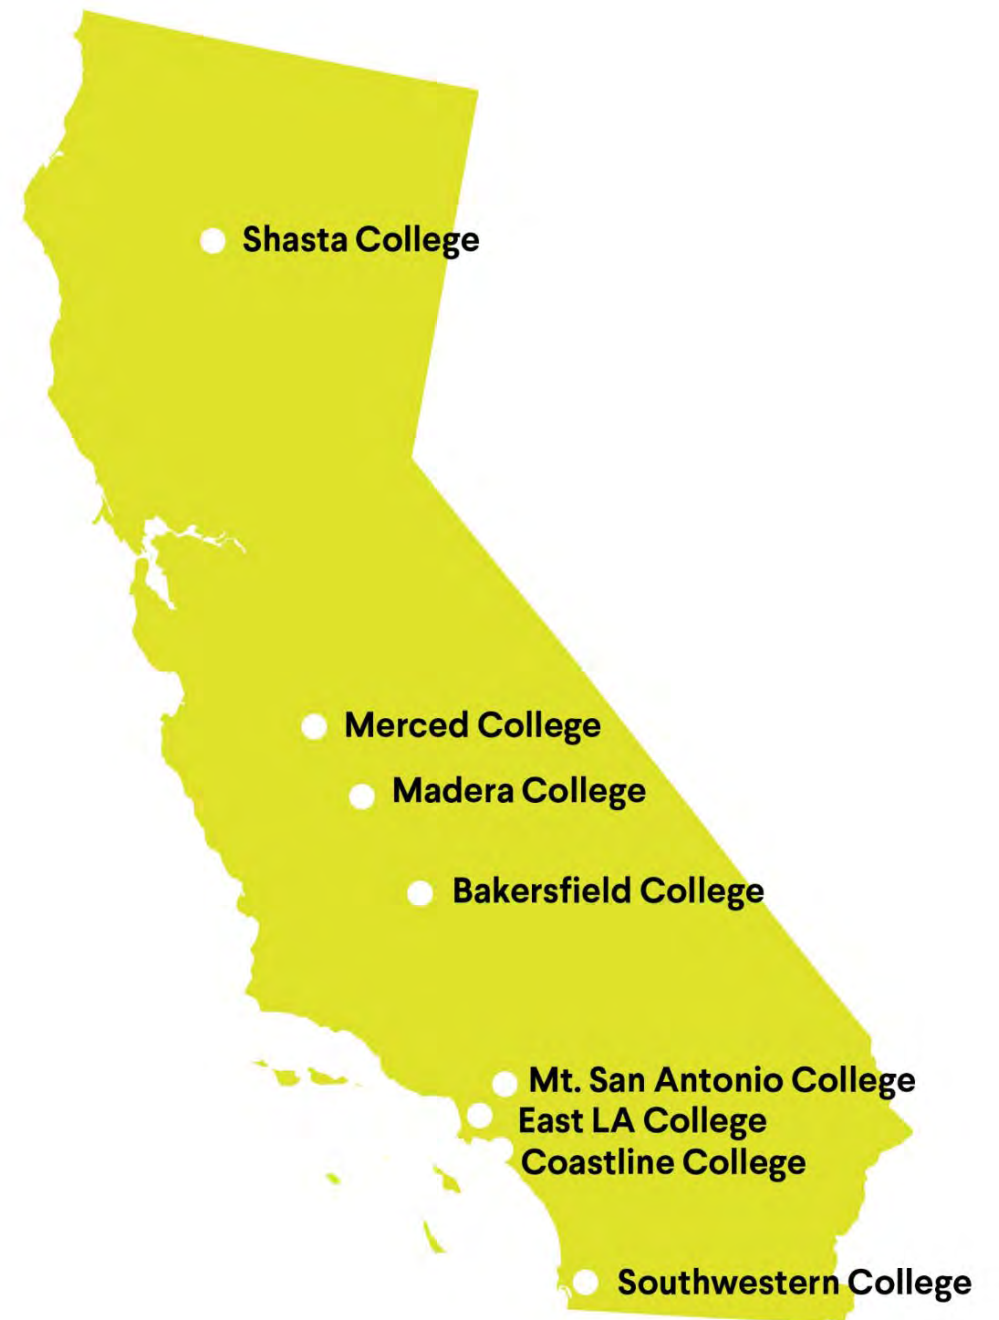 Shasta College
Merced College
Madera College
Bakersfield College
Mt. San Antonio College
East LA College
Coastline College
Southwestern College